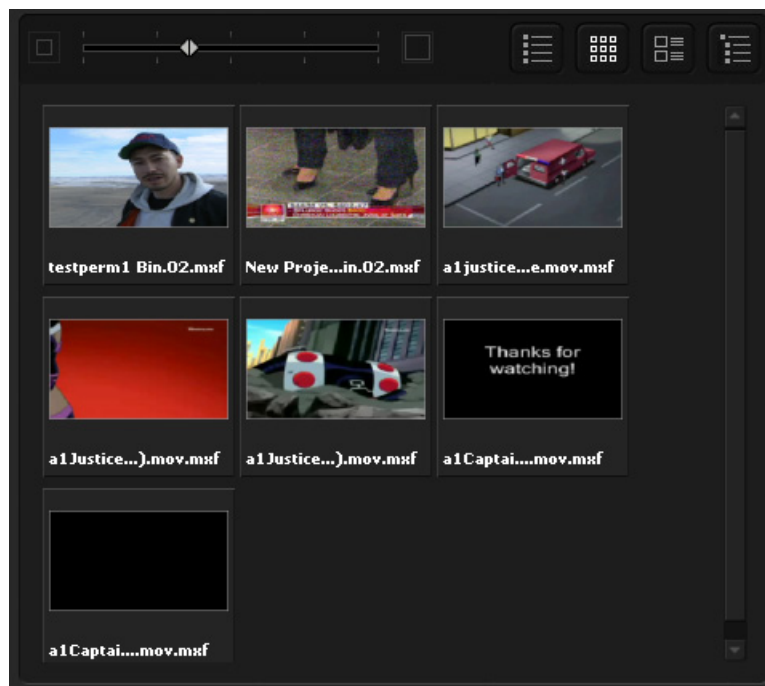 testperm1 Bin.02.mxf
New Proje...in.02.mxf
a1justice...e.mov.mxf
a1Justice...).mov.mxf
a1Justice...).mov.mxf
Thanks for
watching!
a1Captai....mov.mxf
a1Captai....mov.mxf